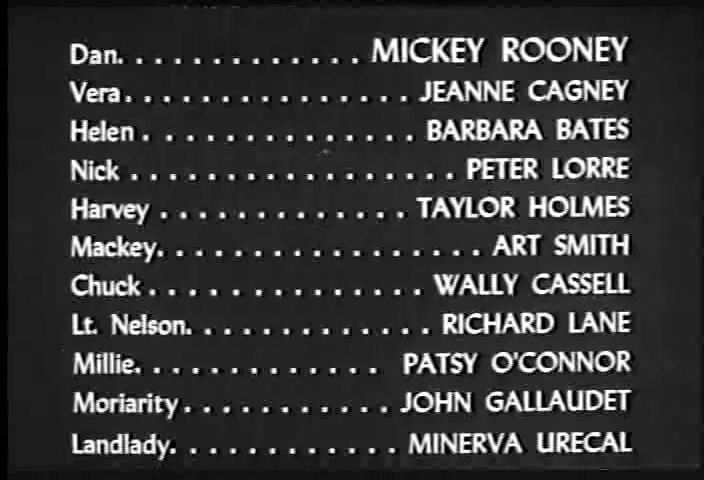 Dan. . . . . . . . . . . . . . MICKEY ROONEY
Vera. . . . . . . . . . . . . . . JEANNE CAGNEY
Helen . . . . . . . . . . . . . . . BARBARA BATES
Nick . . . . . . . . . . . . . . . . . PETER LORRE
Harvey . . . . . . . . . . . . . TAYLOR HOLMES
Mackey. . . . . . . . . . . . . . . . . ART SMITH
Chuck . . . . . . . . . . . . . . . WALLY CASSELL
Lt. Nelson. . . . . . . . . . . . . RICHARD LANE
Millie. . . . . . . . . . . . . PATSY O'CONNOR
Moriarity . . . . . . . . . . . JOHN GALLAUDET
Landlady. . . . . . . . . . . . MINERVA URECAL